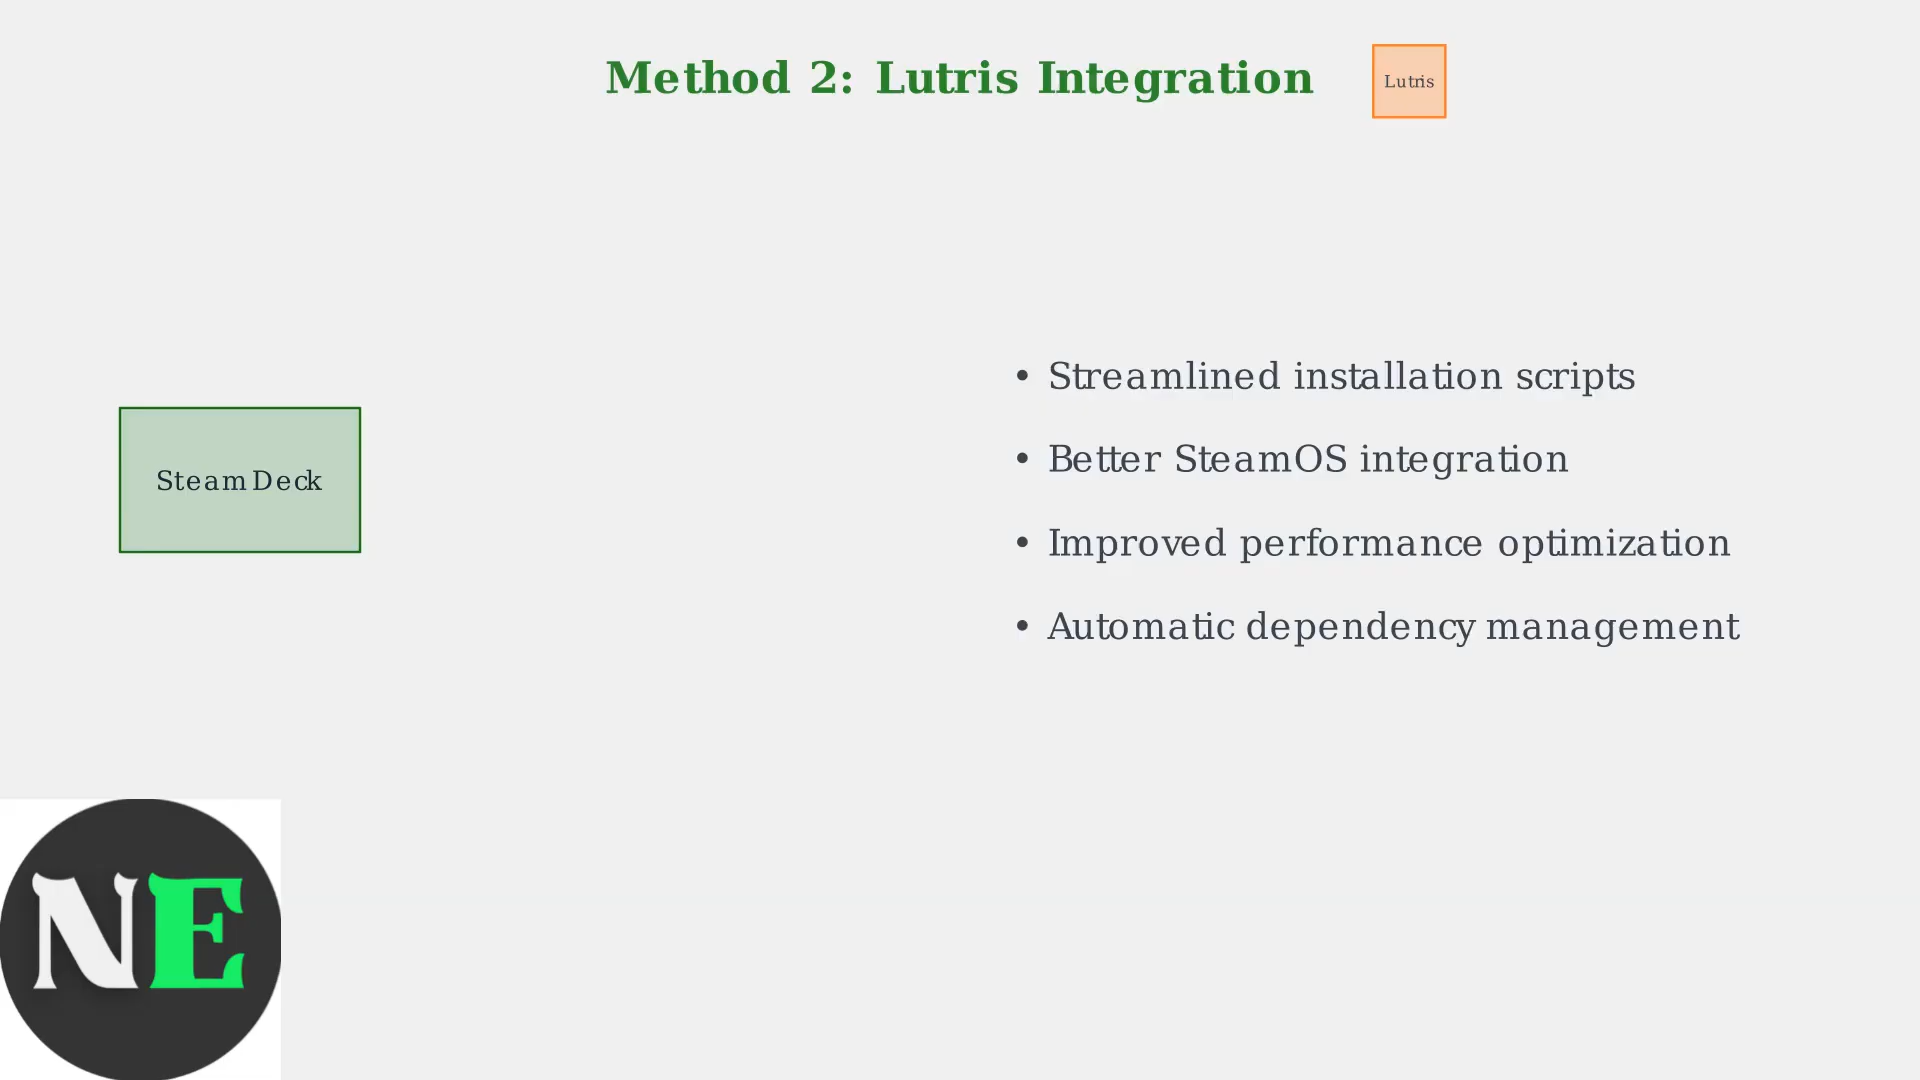 Method 2: Lutris Integration
Lutris
• Streamlined installation scripts
• Better SteamOS integration
• Improved performance optimization
• Automatic dependency management
Steam Deck
NE